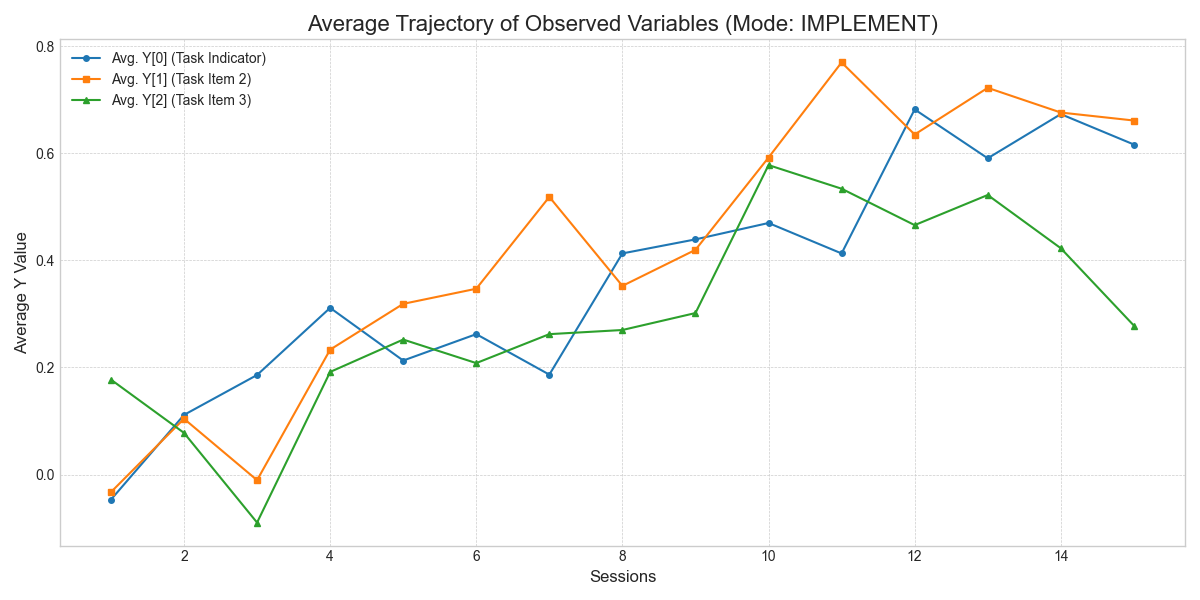 Average Trajectory of Observed Variables (Mode: IMPLEMENT)
Avg. Y[0] (Task Indicator)
Avg. Y[1] (Task Item 2)
Avg. Y[2] (Task Item 3)
Average Y Value
0.8
0.6
0.4
0.2
0.0
2 4 6 8 10 12 14
Sessions